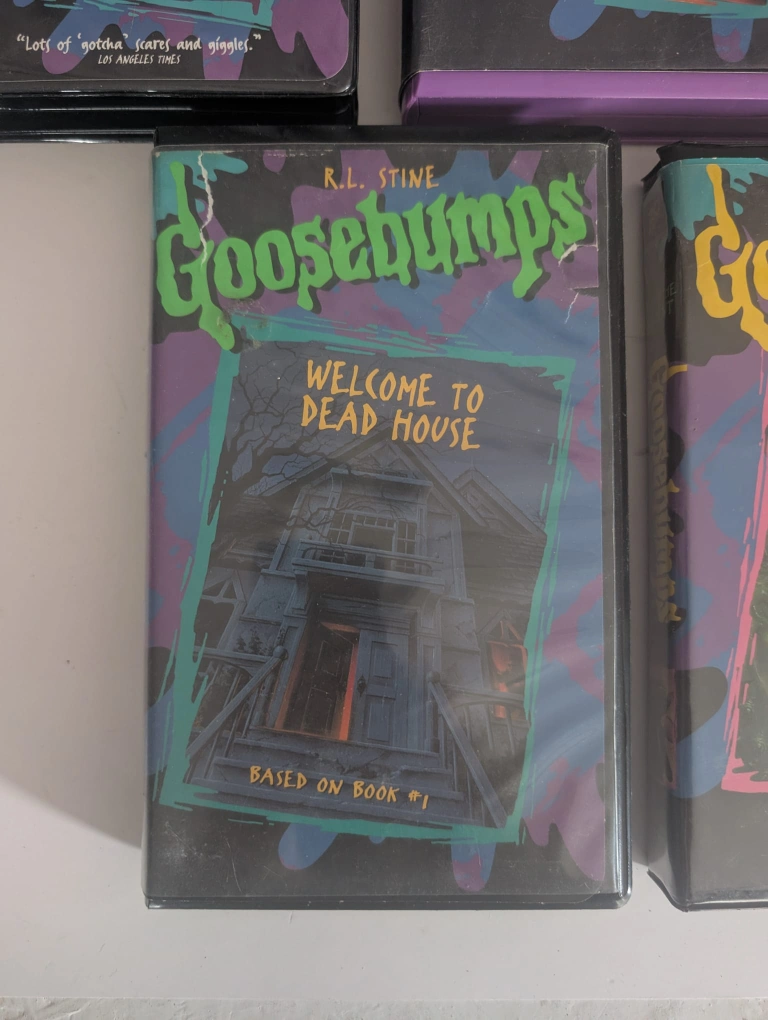 "Lots of 'gotcha' scares and giggles."
LOS ANGELES TIMES
R.L. STINE
Goosebumps
WELCOME TO
DEAD HOUSE
BASED ON BOOK #1
Go
Goosebumps